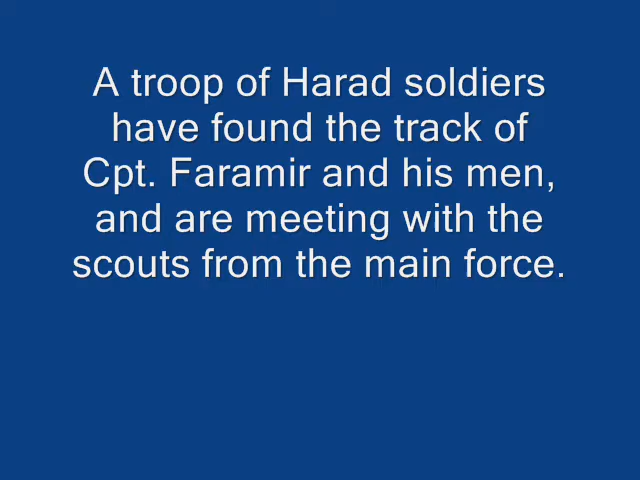 A troop of Harad soldiers
have found the track of
Cpt. Faramir and his men,
and are meeting with the
scouts from the main force.